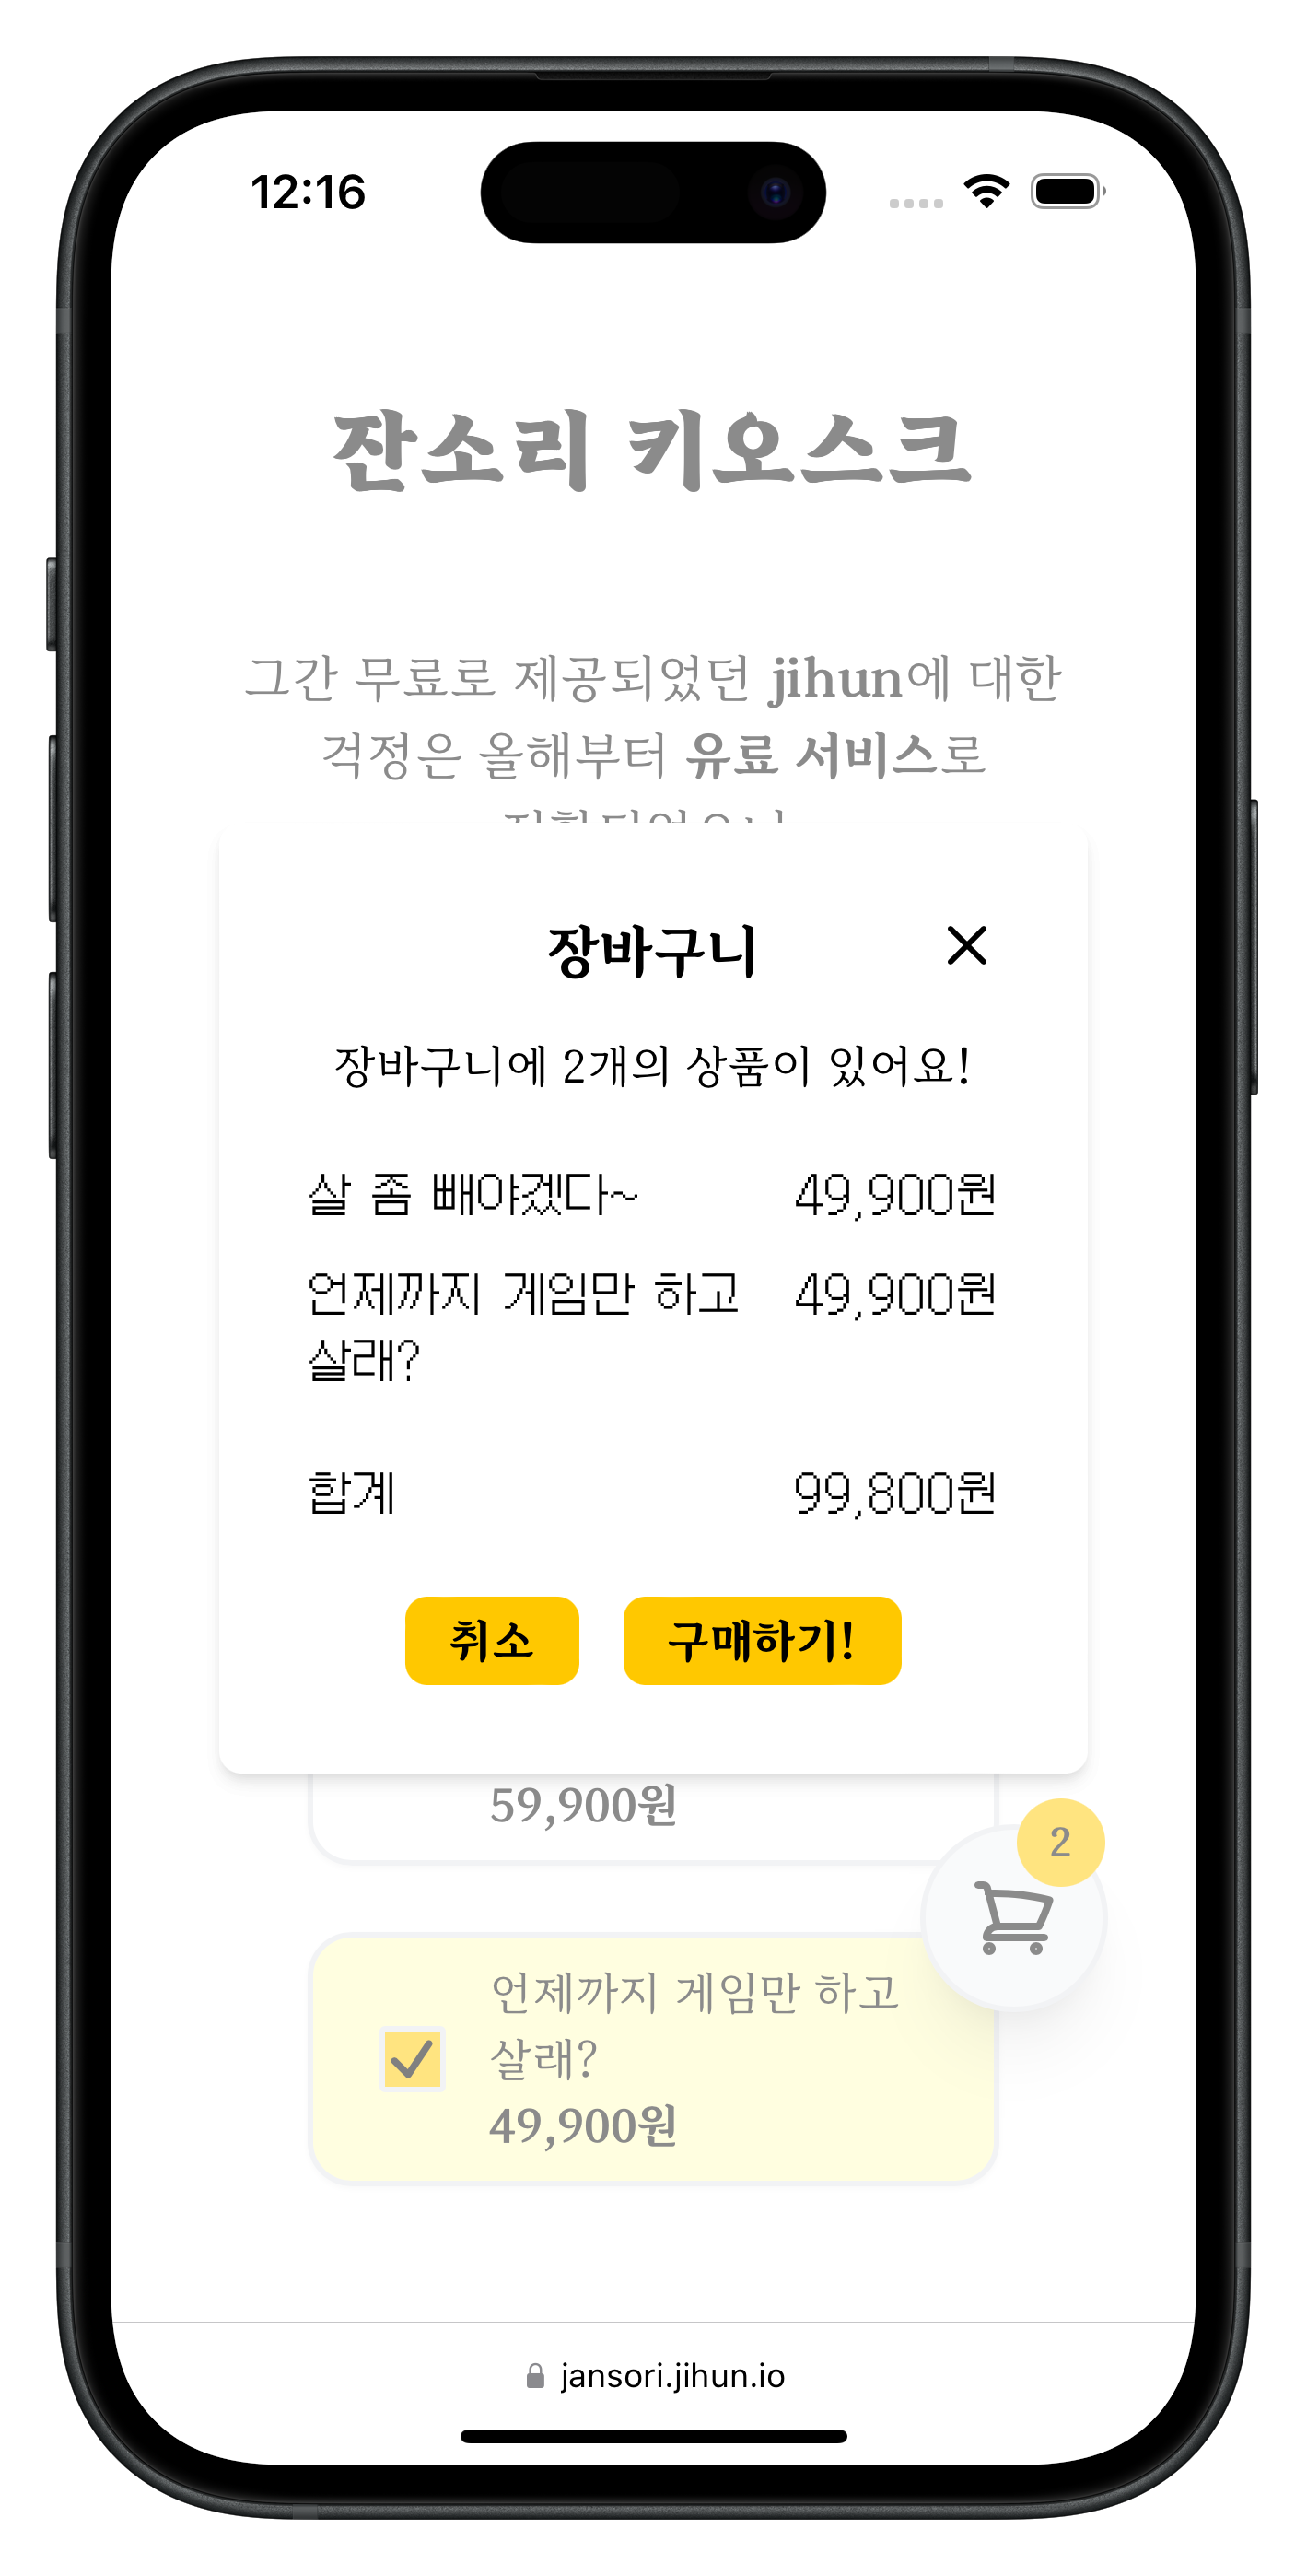 12:16
잔소리 키오스크
그간 무료로 제공되었던 jihun에 대한
걱정은 올해부터 유료 서비스로
장바구니
장바구니에 2개의 상품이 있어요!
살 좀 빼야겠다~ 49,900원
언제까지 게임만 하고 49,900원
살래?
합계 99,800원
취소 구매하기!
59,900원
2
언제까지 게임만 하고
살래?
49,900원
jansori.jihun.io